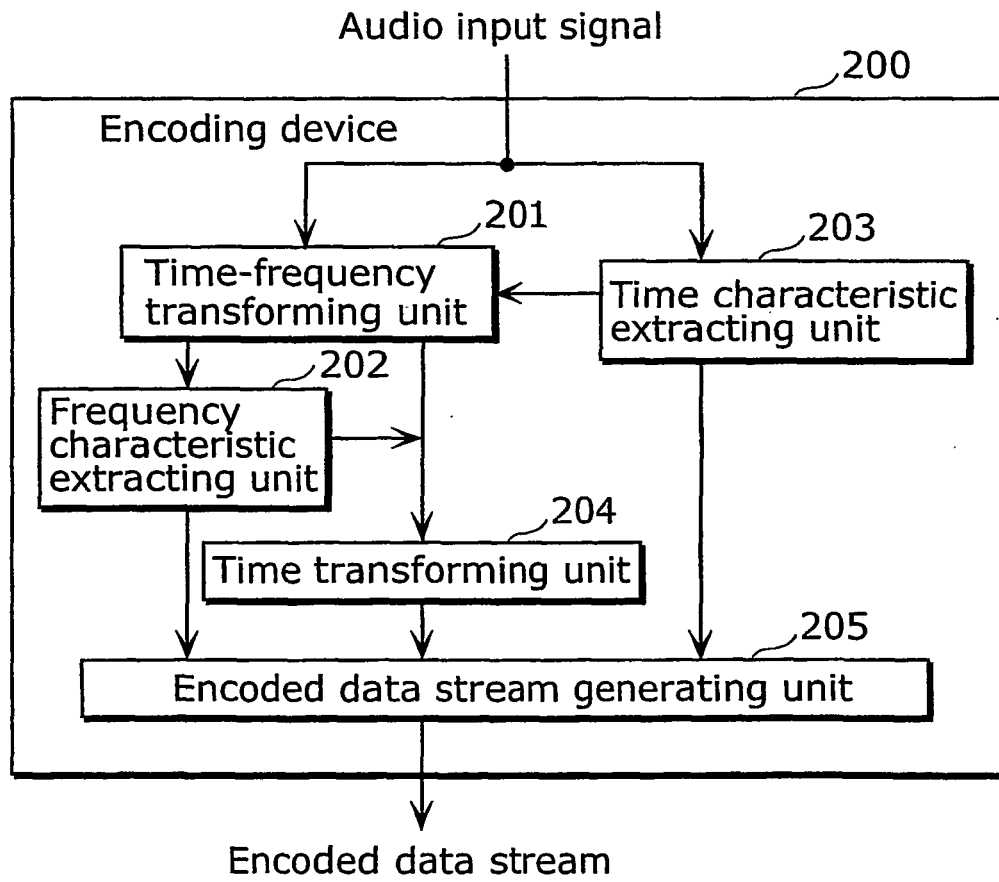 Audio input signal
200
Encoding device
201
203
Time-frequency
transforming unit
Time characteristic
extracting unit
202
Frequency
characteristic
extracting unit
204
Time transforming unit
205
Encoded data stream generating unit
Encoded data stream